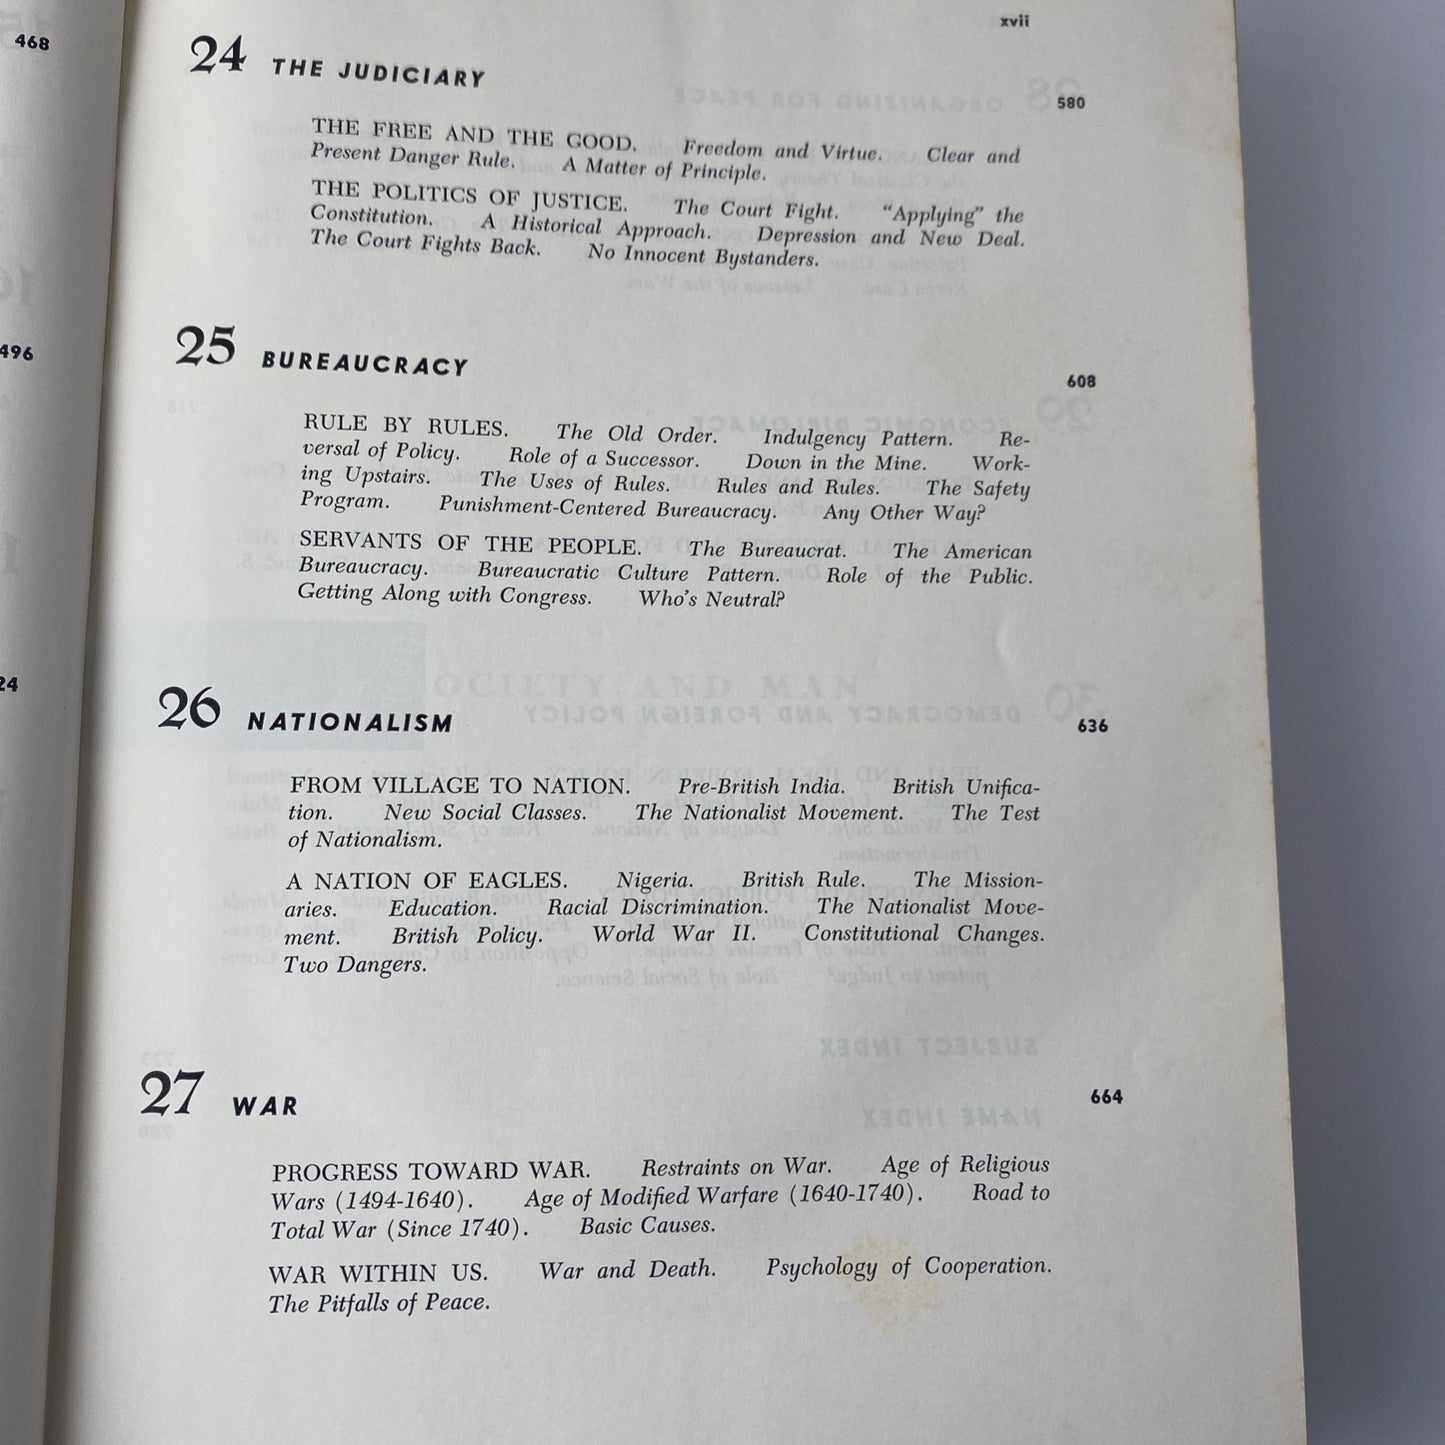 468
496
24
xvii
24 THE JUDICIARY 580
THE FREE AND THE GOOD. Freedom and Virtue. Clear and
Present Danger Rule. A Matter of Principle.
THE POLITICS OF JUSTICE. The Court Fight. “Applying” the
Constitution. A Historical Approach. Depression and New Deal.
The Court Fights Back. No Innocent Bystanders.
25 BUREAUCRACY 608
RULE BY RULES. The Old Order. Indulgency Pattern. Re-
versal of Policy. Role of a Successor. Down in the Mine. Work-
ing Upstairs. The Uses of Rules. Rules and Rules. The Safety
Program. Punishment-Centered Bureaucracy. Any Other Way?
SERVANTS OF THE PEOPLE. The Bureaucrat. The American
Bureaucracy. Bureaucratic Culture Pattern. Role of the Public.
Getting Along with Congress. Who’s Neutral?
26 NATIONALISM 636
FROM VILLAGE TO NATION. Pre-British India. British Unifica-
tion. New Social Classes. The Nationalist Movement. The Test
of Nationalism.
A NATION OF EAGLES. Nigeria. British Rule. The Mission-
aries. Education. Racial Discrimination. The Nationalist Move-
ment. British Policy. World War II. Constitutional Changes.
Two Dangers.
27 WAR 664
PROGRESS TOWARD WAR. Restraints on War. Age of Religious
Wars (1494-1640). Age of Modified Warfare (1640-1740). Road to
Total War (Since 1740). Basic Causes.
WAR WITHIN US. War and Death. Psychology of Cooperation.
The Pitfalls of Peace.